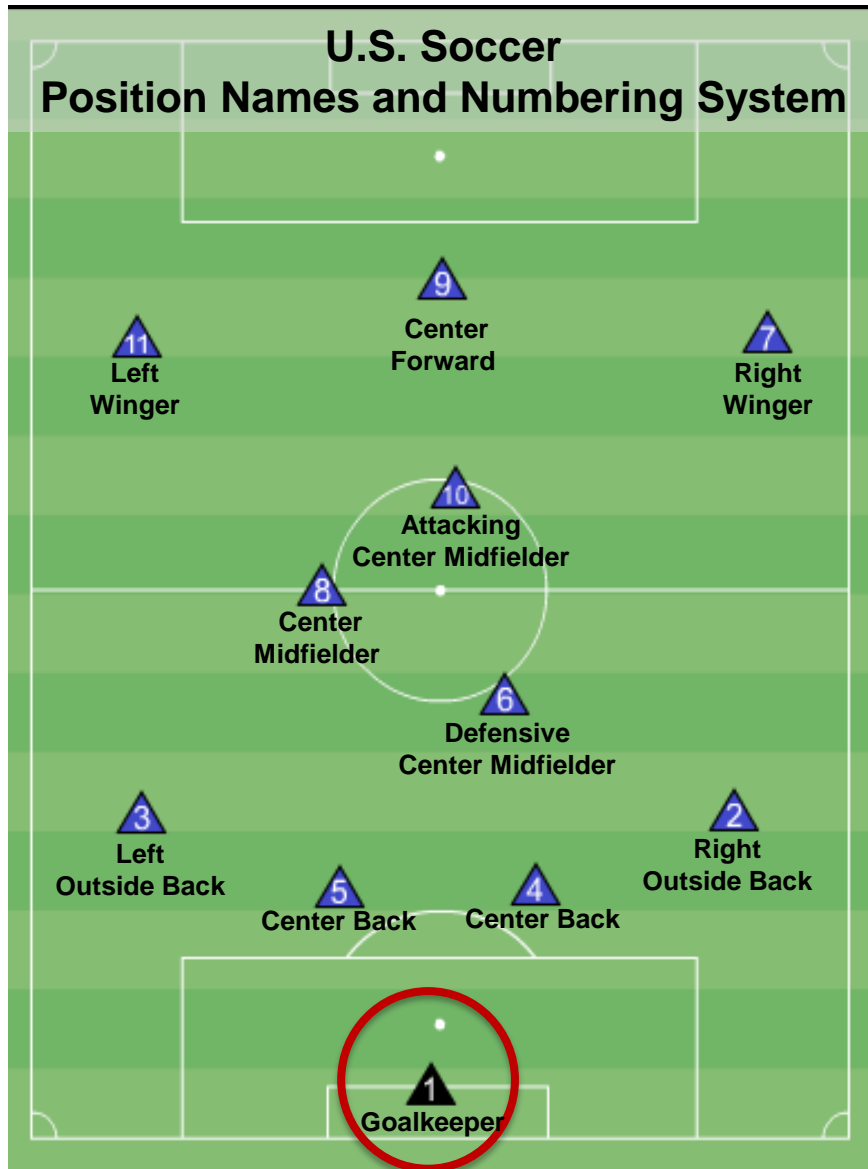 U.S. Soccer
Position Names and Numbering System
9
Center
Forward
11
Left
Winger
7
Right
Winger
10
Attacking
Center Midfielder
8
Center
Midfielder
6
Defensive
Center Midfielder
3
Left
Outside Back
2
Right
Outside Back
5
Center Back
4
Center Back
1
Goalkeeper